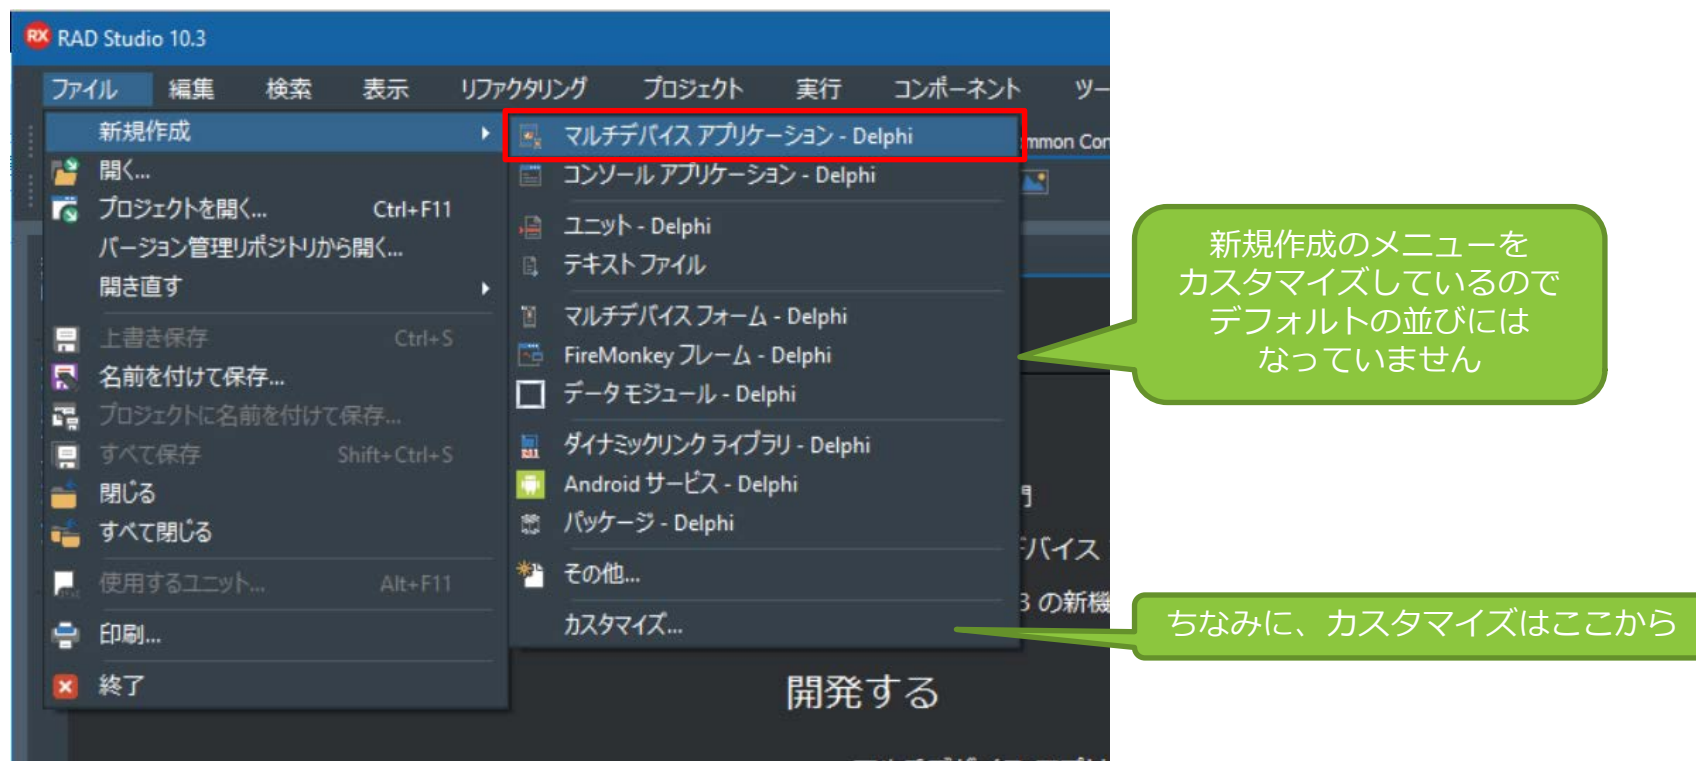 RAD Studio 10.3
ファイル 編集 検索 表示 リファクタリング プロジェクト 実行 コンポーネント ツー
新規作成
開く...
プロジェクトを開く... Ctrl+F11
バージョン管理リポジトリから開く...
開き直す
上書き保存 Ctrl+S
名前を付けて保存...
プロジェクトに名前を付けて保存...
すべて保存 Shift+Ctrl+S
閉じる
すべて閉じる
使用するユニット... Alt+F11
印刷...
終了
マルチデバイス アプリケーション - Delphi
コンソール アプリケーション - Delphi
ユニット - Delphi
テキスト ファイル
マルチデバイス フォーム - Delphi
FireMonkey フレーム - Delphi
データ モジュール - Delphi
ダイナミックリンク ライブラリ - Delphi
Android サービス - Delphi
パッケージ - Delphi
その他...
カスタマイズ...
mmon Con
門
デバイス
3 の新機
開発する
新規作成のメニューを
カスタマイズしているので
デフォルトの並びには
なっていません
ちなみに、カスタマイズはここから